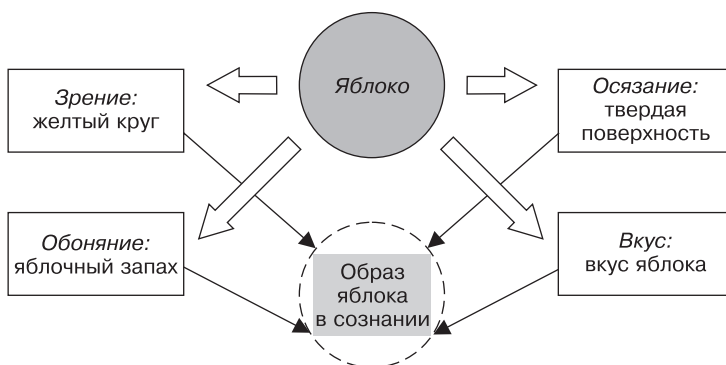 Яблоко
Зрение:
желтый круг
Осязание:
твердая
поверхность
Обоняние:
яблочный запах
Вкус:
вкус яблока
Образ
яблока
в сознании